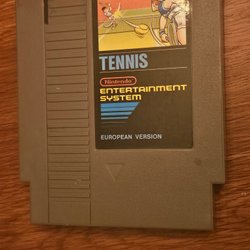 TENNIS
Nintendo
ENTERTAINMENT
SYSTEM
EUROPEAN VERSION